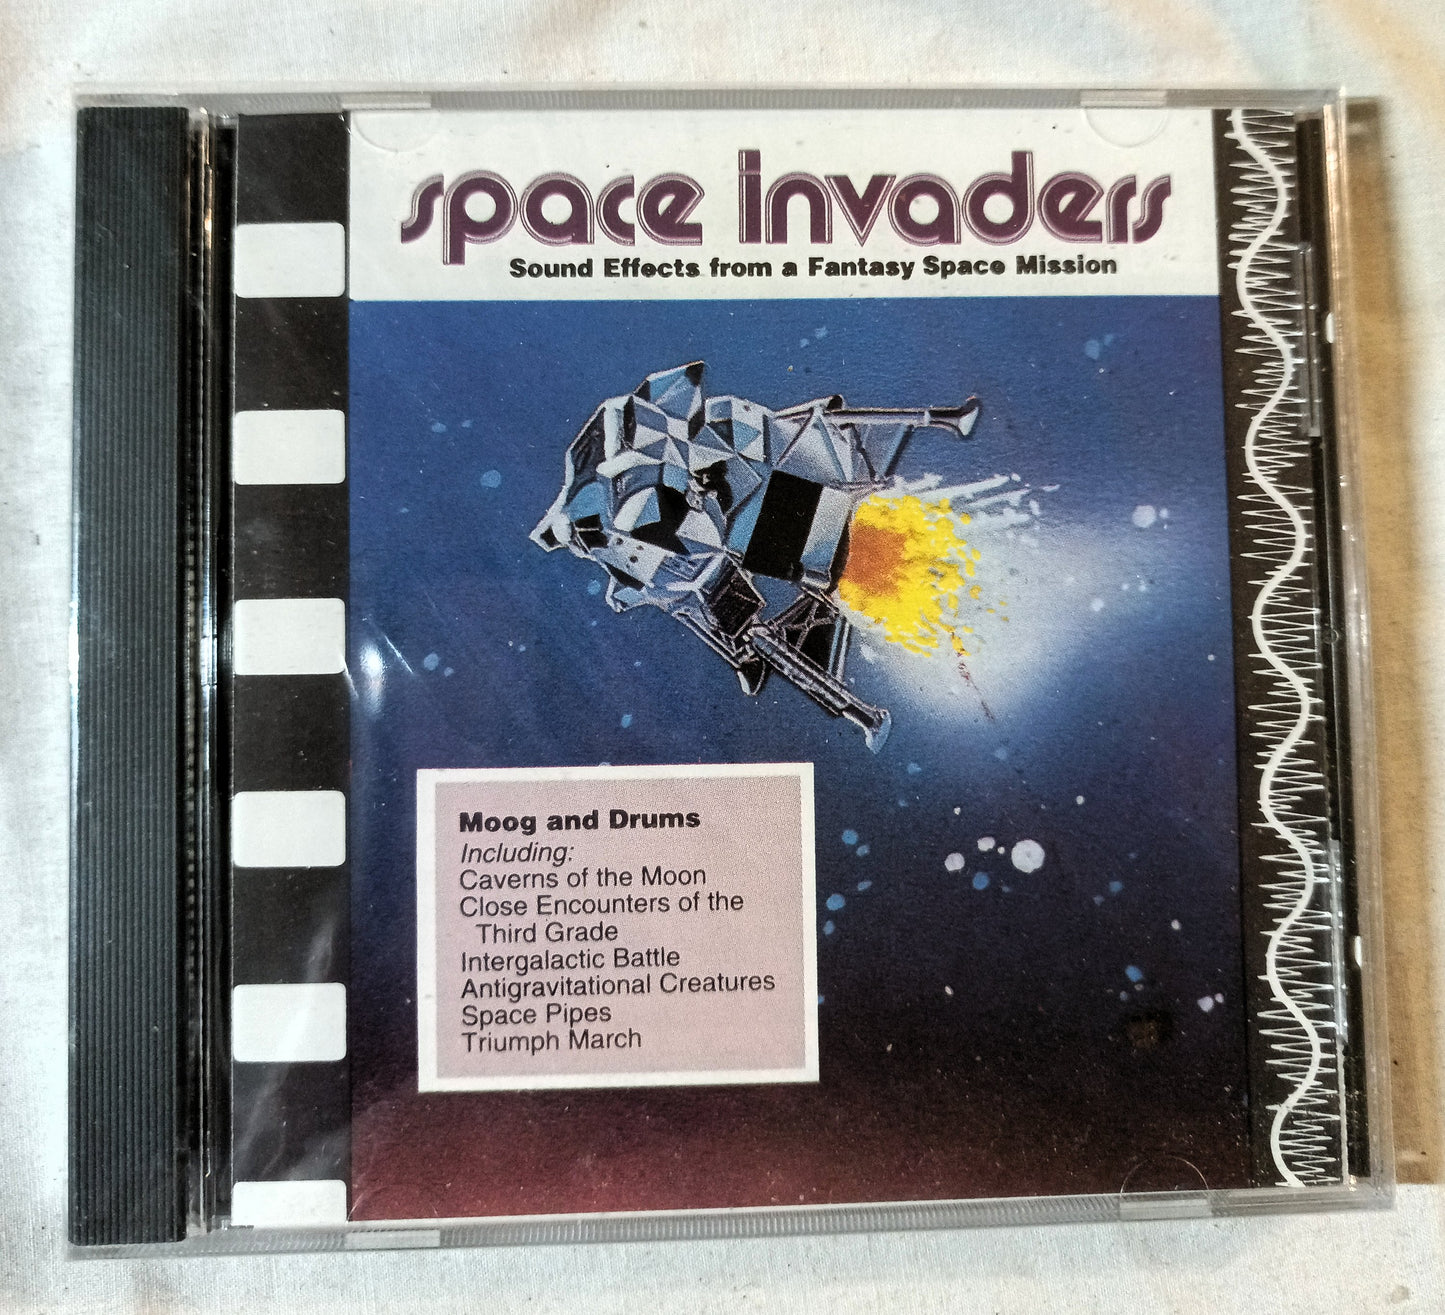 space invaders
Sound Effects from a Fantasy Space Mission
Moog and Drums
Including:
Caverns of the Moon
Close Encounters of the
Third Grade
Intergalactic Battle
Antigravitational Creatures
Space Pipes
Triumph March